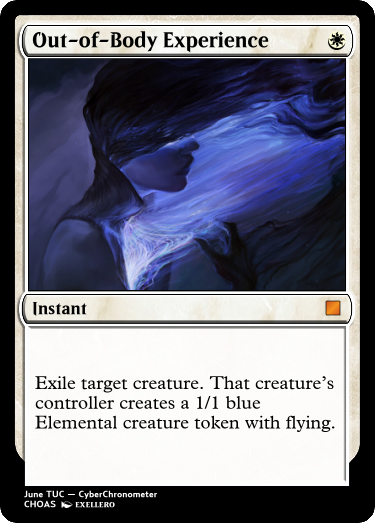 Out-of-Body Experience
Instant
Exile target creature. That creature's
controller creates a 1/1 blue
Elemental creature token with flying.
June TUC — CyberChronometer
CHOAS EXELLERO